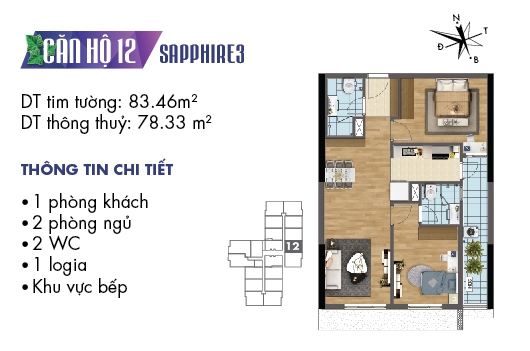 CĂN HỘ 12 SAPPHIRE3
DT tim tường: 83.46m²
DT thông thuỷ: 78.33 m²
THÔNG TIN CHI TIẾT
• 1 phòng khách
• 2 phòng ngủ
• 2 WC
• 1 logia
• Khu vực bếp
12
N
Đ
T
B